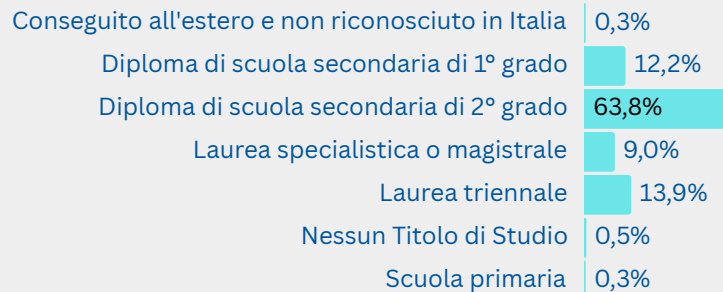 Conseguito all'estero e non riconosciuto in Italia 0,3%
Diploma di scuola secondaria di 1° grado 12,2%
Diploma di scuola secondaria di 2° grado 63,8%
Laurea specialistica o magistrale 9,0%
Laurea triennale 13,9%
Nessun Titolo di Studio 0,5%
Scuola primaria 0,3%